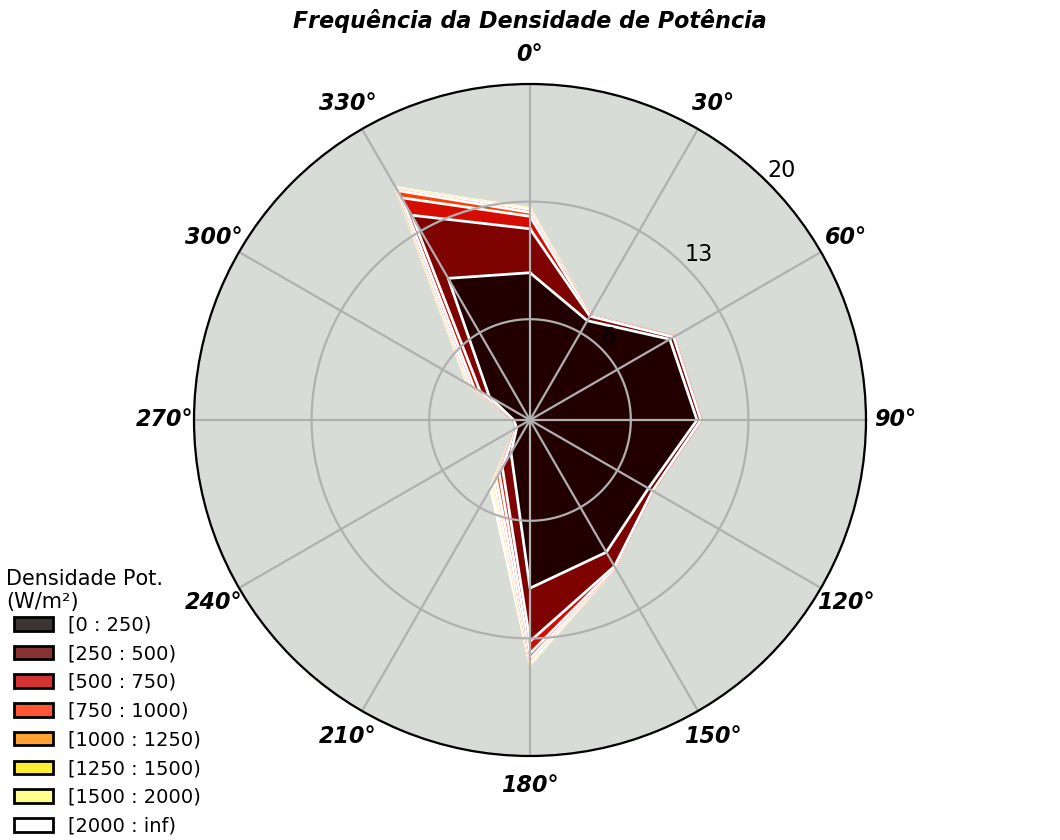 Frequência da Densidade de Potência
0°
330°
30°
20
300°
60°
13
6
270°
90°
240°
120°
210°
150°
180°
Densidade Pot.
(W/m²)
[0 : 250)
[250 : 500)
[500 : 750)
[750 : 1000)
[1000 : 1250)
[1250 : 1500)
[1500 : 2000)
[2000 : inf)